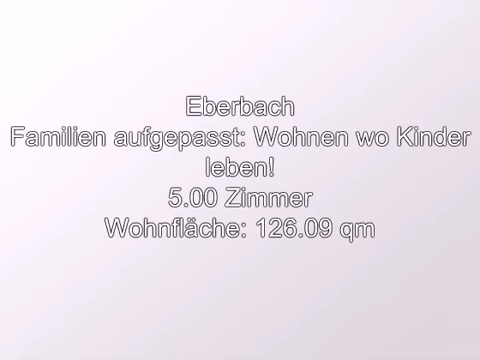 Eberbach
Familien aufgepasst: Wohnen wo Kinder
leben!
5.00 Zimmer
Wohnfläche: 126.09 qm